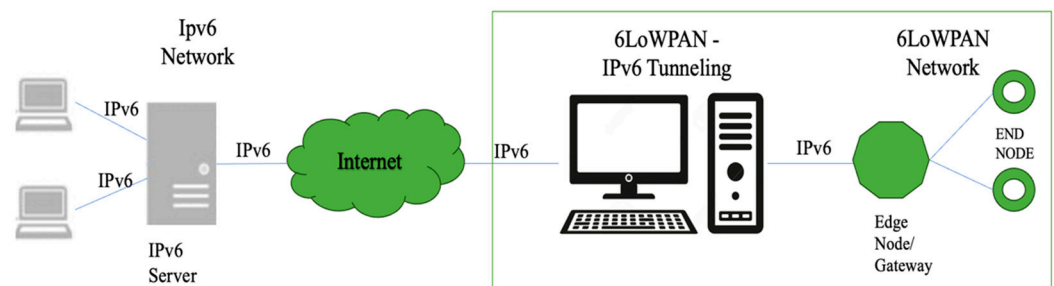 Ipv6
Network
IPv6
IPv6
IPv6
Server
IPv6
Internet
IPv6
6LoWPAN -
IPv6 Tunneling
IPv6
6LoWPAN
Network
Edge
Node/
Gateway
END
NODE